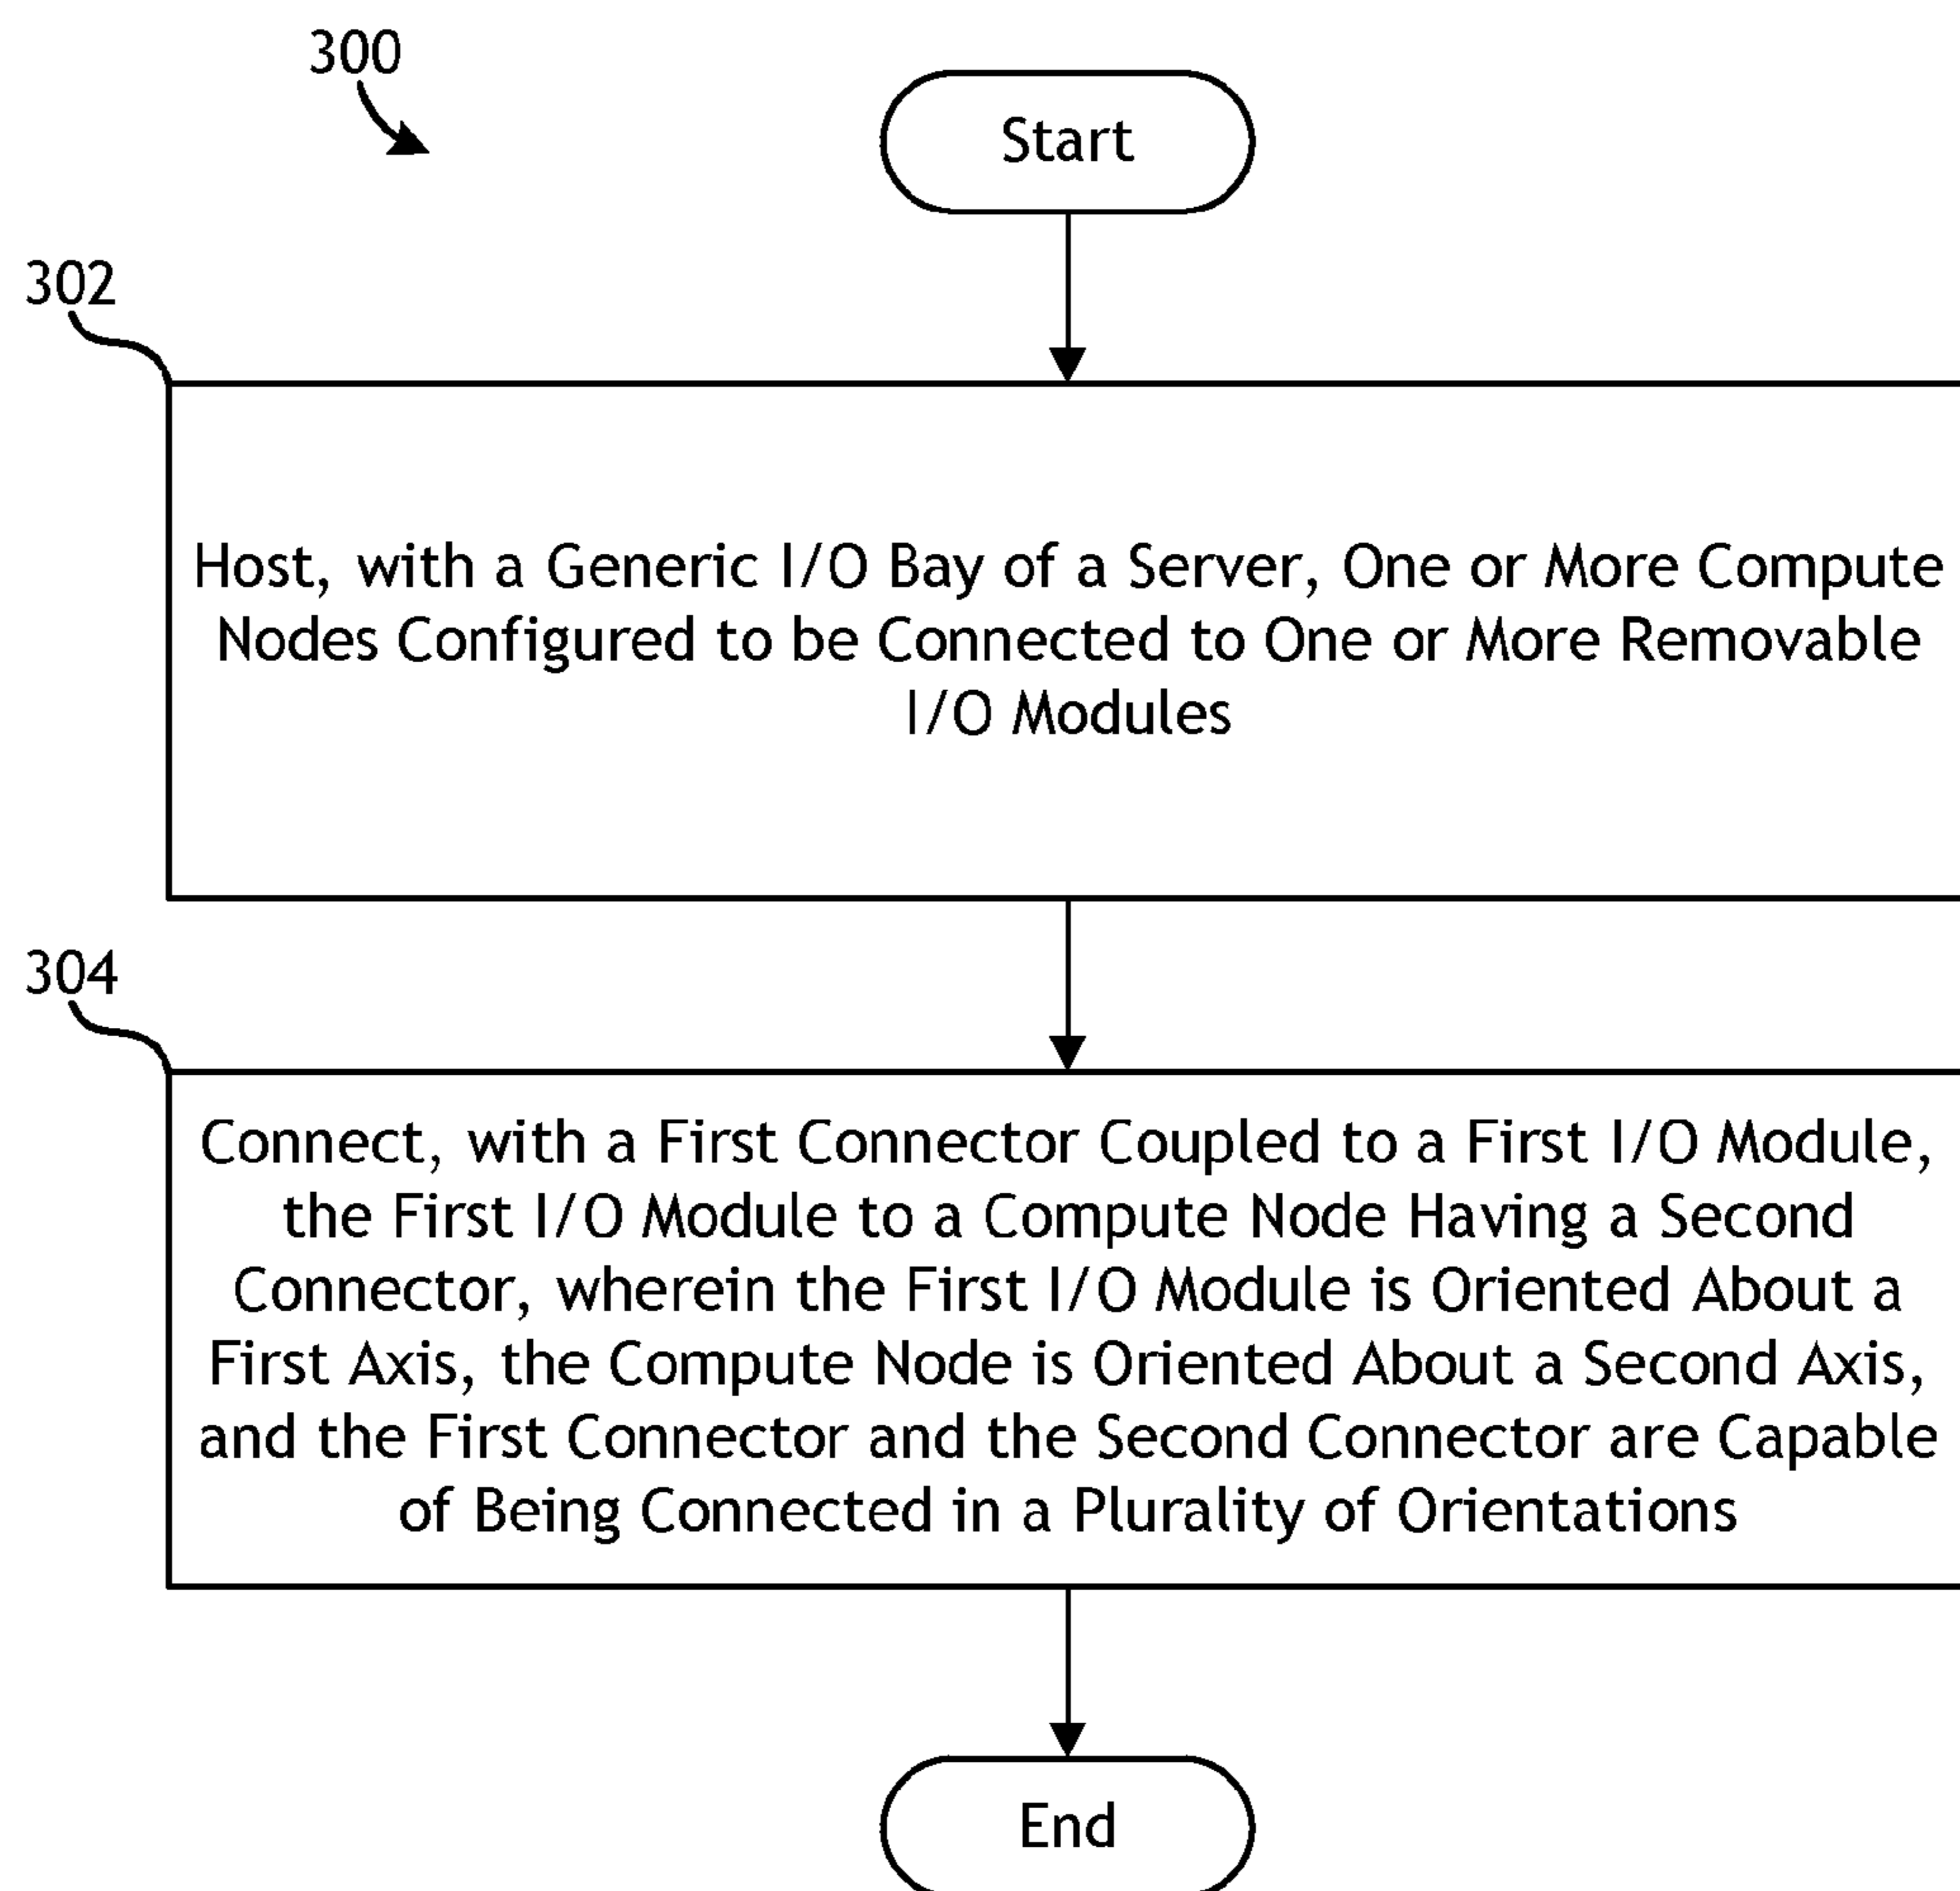 300
Start
302
Host, with a Generic I/O Bay of a Server, One or More Compute
Nodes Configured to be Connected to One or More Removable
I/O Modules
304
Connect, with a First Connector Coupled to a First I/O Module,
the First I/O Module to a Compute Node Having a Second
Connector, wherein the First I/O Module is Oriented About a
First Axis, the Compute Node is Oriented About a Second Axis,
and the First Connector and the Second Connector are Capable
of Being Connected in a Plurality of Orientations
End